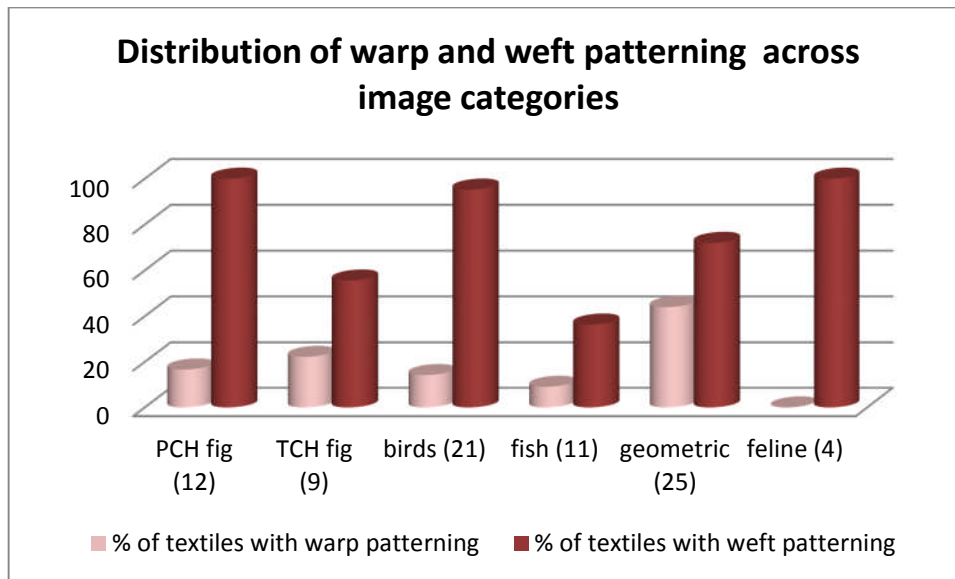 Distribution of warp and weft patterning across
image categories
100
80
60
40
20
0
PCH fig
(12)
TCH fig
(9)
birds (21)
fish (11)
geometric
(25)
feline (4)
% of textiles with warp patterning
% of textiles with weft patterning